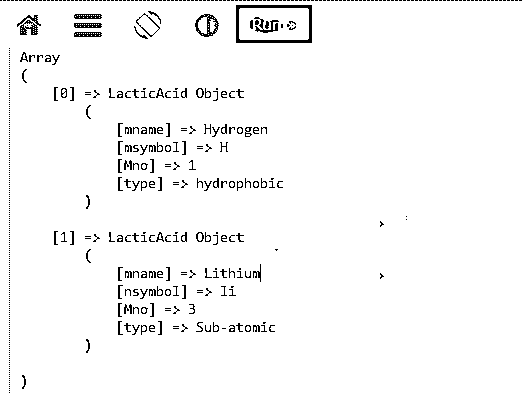 Run
Array
(
[0] => LacticAcid Object
(
[mname] => Hydrogen
[msymbol] => H
[Mno] => 1
[type] => hydrophobic
)
[1] => LacticAcid Object
(
[mname] => Lithium
[nsymbol] => Ii
[Mno] => 3
[type] => Sub-atomic
)
)